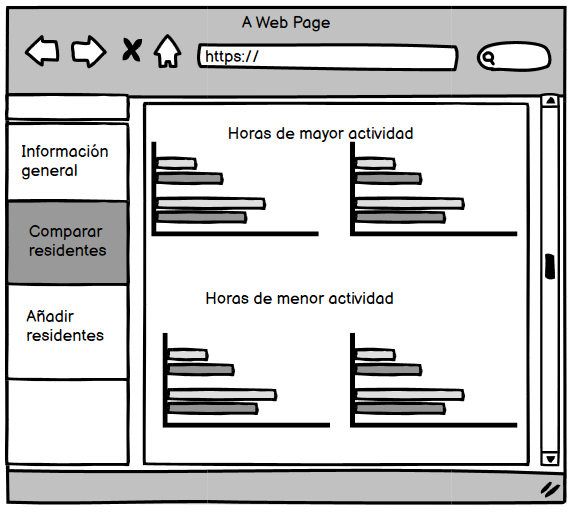 A Web Page
https://
Horas de mayor actividad
Información
general
Comparar
residentes
Añadir
residentes
Horas de menor actividad